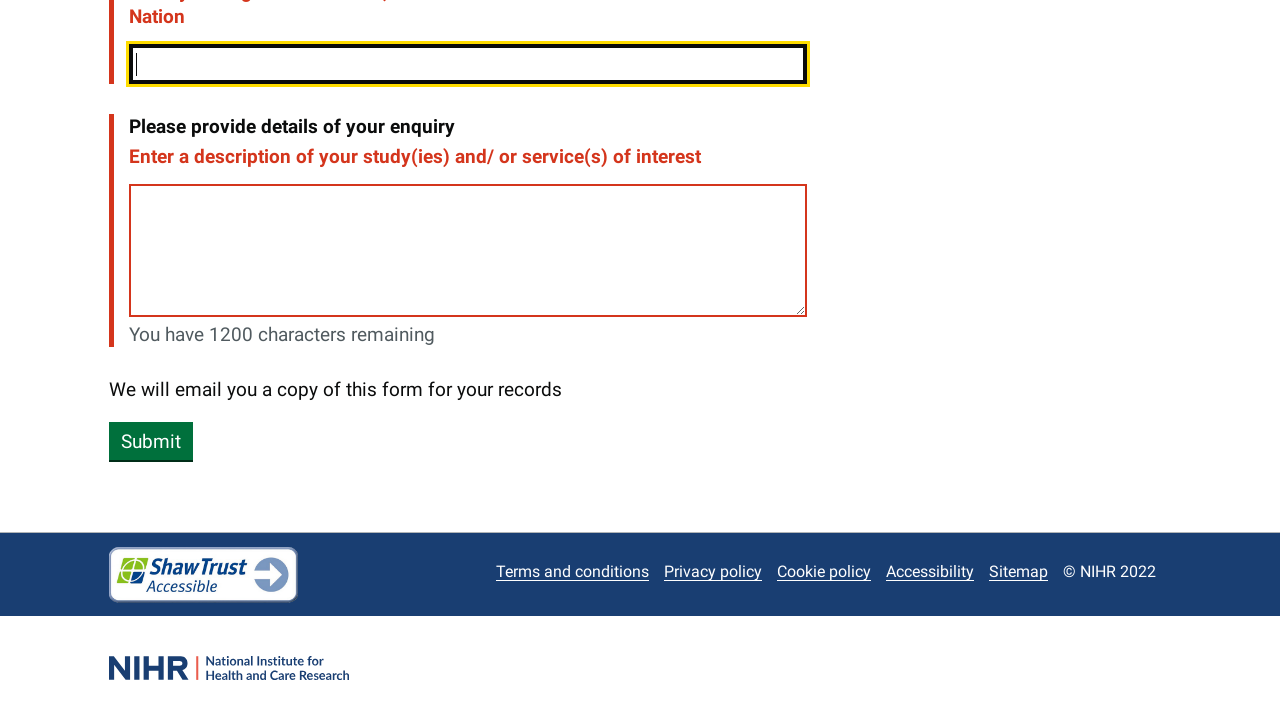 Nation
Please provide details of your enquiry
Enter a description of your study(ies) and/ or service(s) of interest
You have 1200 characters remaining
We will email you a copy of this form for your records
Submit
Shaw Trust
Accessible
Terms and conditions Privacy policy Cookie policy Accessibility Sitemap © NIHR 2022
NIHR | National Institute for
Health and Care Research